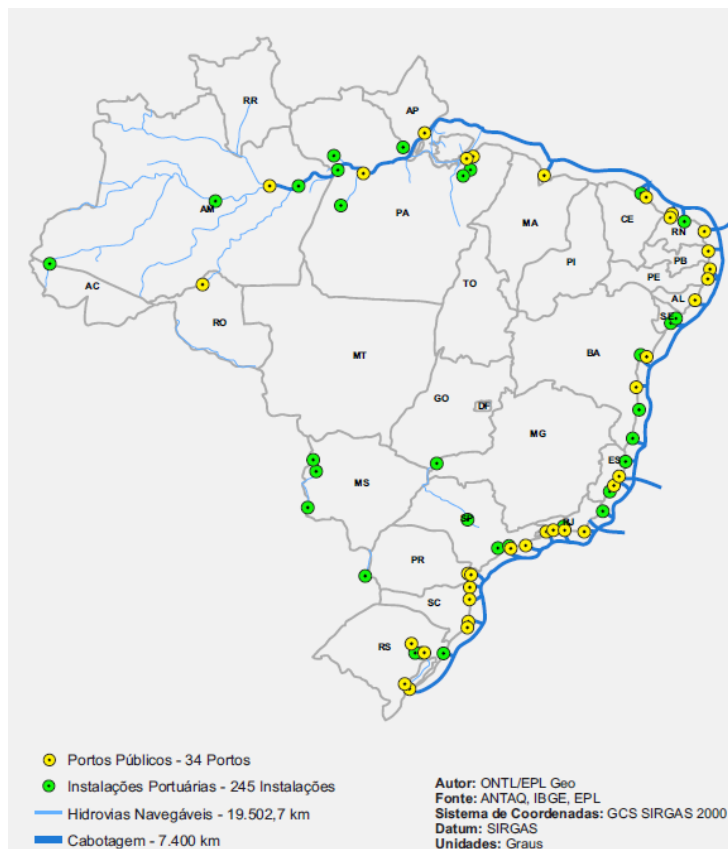 RR
AP
AM
PA
MA
CE
RN
PB
PI
PE
AL
SE
AC
RO
TO
BA
MT
GO
DF
MG
ES
MS
SP
RJ
PR
SC
RS
Portos Públicos - 34 Portos
Instalações Portuárias - 245 Instalações
Hidrovias Navegáveis - 19.502,7 km
Cabotagem - 7.400 km
Autor: ONTL/EPL Geo
Fonte: ANTAQ, IBGE, EPL
Sistema de Coordenadas: GCS SIRGAS 2000
Datum: SIRGAS
Unidades: Graus